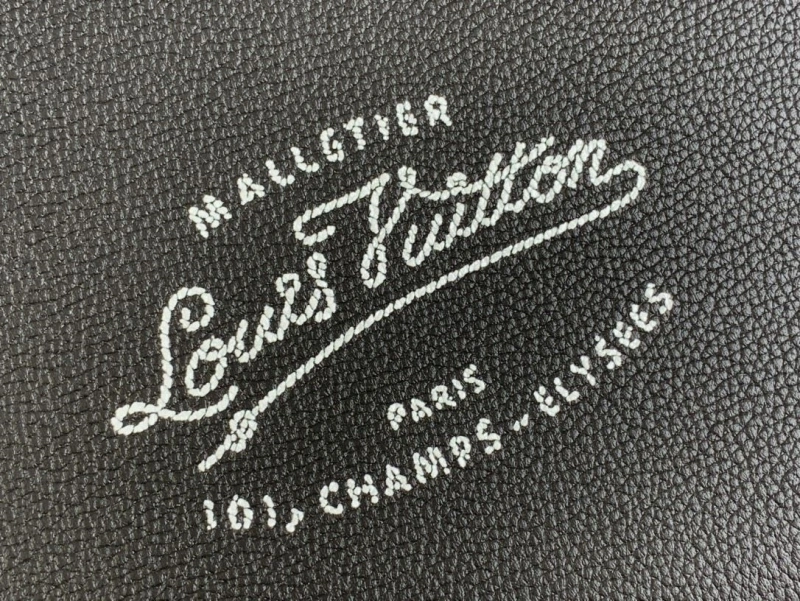 MALLETIER
Louis Vuitton
PARIS
101, CHAMPS-ELYSEES